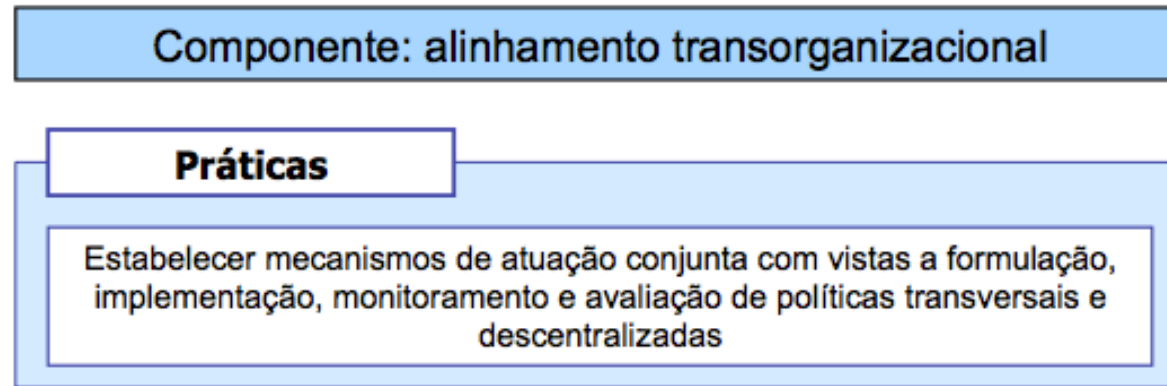 Componente: alinhamento transorganizacional
Práticas
Estabelecer mecanismos de atuação conjunta com vistas a formulação,
implementação, monitoramento e avaliação de políticas transversais e
descentralizadas